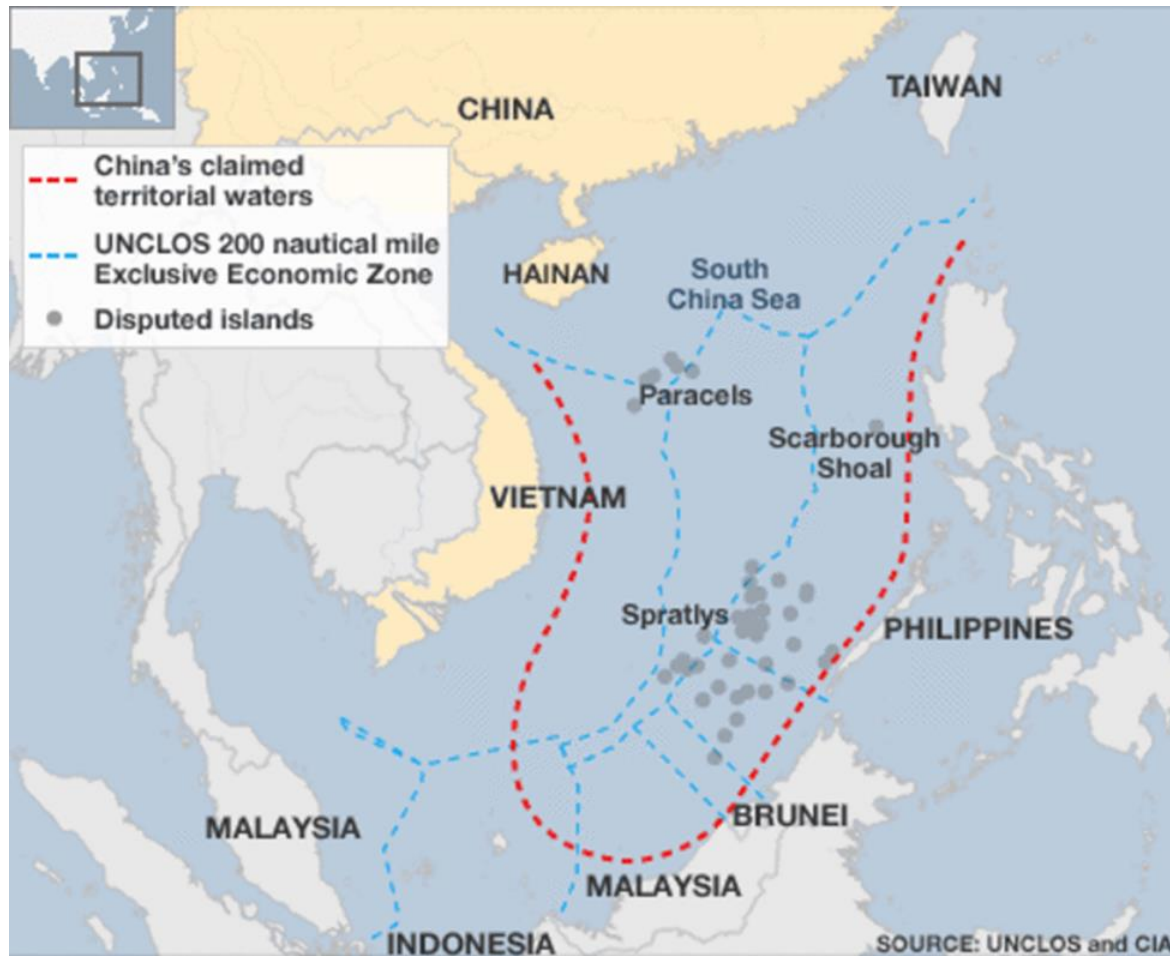 CHINA
TAIWAN
China's claimed
territorial waters
UNCLOS 200 nautical mile
Exclusive Economic Zone
Disputed islands
HAINAN
South
China Sea
Paracels
Scarborough
Shoal
VIETNAM
Spratlys
PHILIPPINES
MALAYSIA
BRUNEI
MALAYSIA
INDONESIA
SOURCE: UNCLOS and CIA